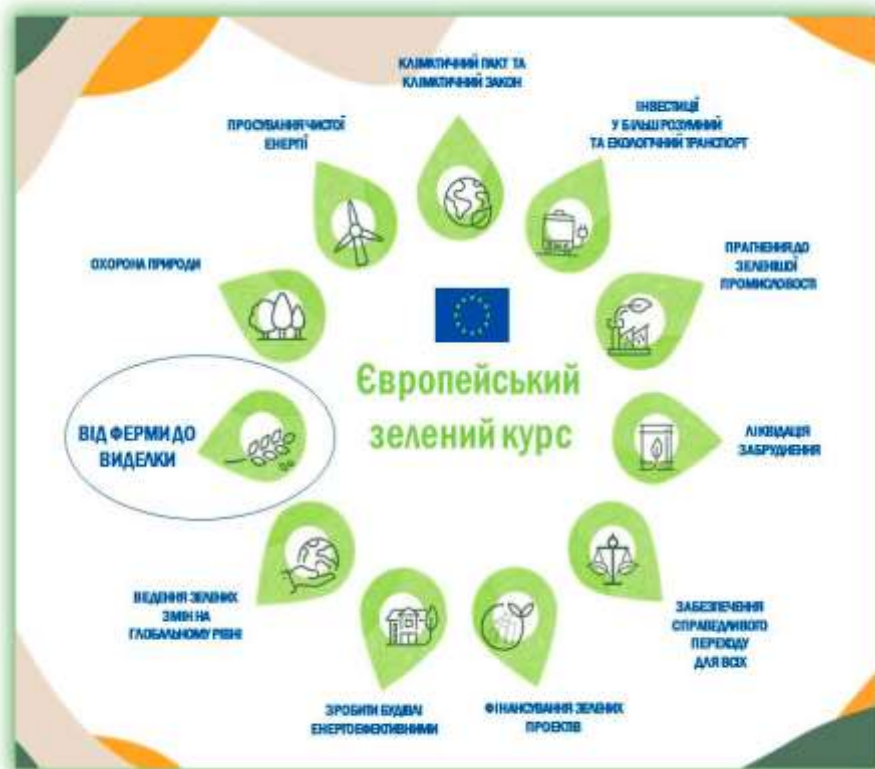 КЛІМАТИЧНИЙ ПАКТ ТА
КЛІМАТИЧНИЙ ЗАКОН
ІНВЕСТИЦІЇ
У БІЛЬШ РОЗУМНИЙ
ТА ЕКОЛОГІЧНИЙ ТРАНСПОРТ
ПРАГНЕННЯ ДО
ЗЕЛЕНІШОЇ
ПРОМИСЛОВОСТІ
ЛІКВІДАЦІЯ
ЗАБРУДНЕННЯ
ЗАБЕЗПЕЧЕННЯ
СПРАВЕДЛИВОГО
ПЕРЕХОДУ
ДЛЯ ВСІХ
ФІНАНСУВАННЯ ЗЕЛЕНИХ
ПРОЕКТІВ
ЗРОБИТИ БУДІВЛІ
ЕНЕРГОЕФЕКТИВНИМИ
ВЕДЕННЯ ЗЕЛЕНИХ
ЗМІН НА
ГЛОБАЛЬНОМУ РІВНІ
ВІД ФЕРМИ ДО
ВИДЕЛКИ
ОХОРОНА ПРИРОДИ
ПРОСУВАННЯ ЧИСТОЇ
ЕНЕРГІЇ
Європейський
зелений курс